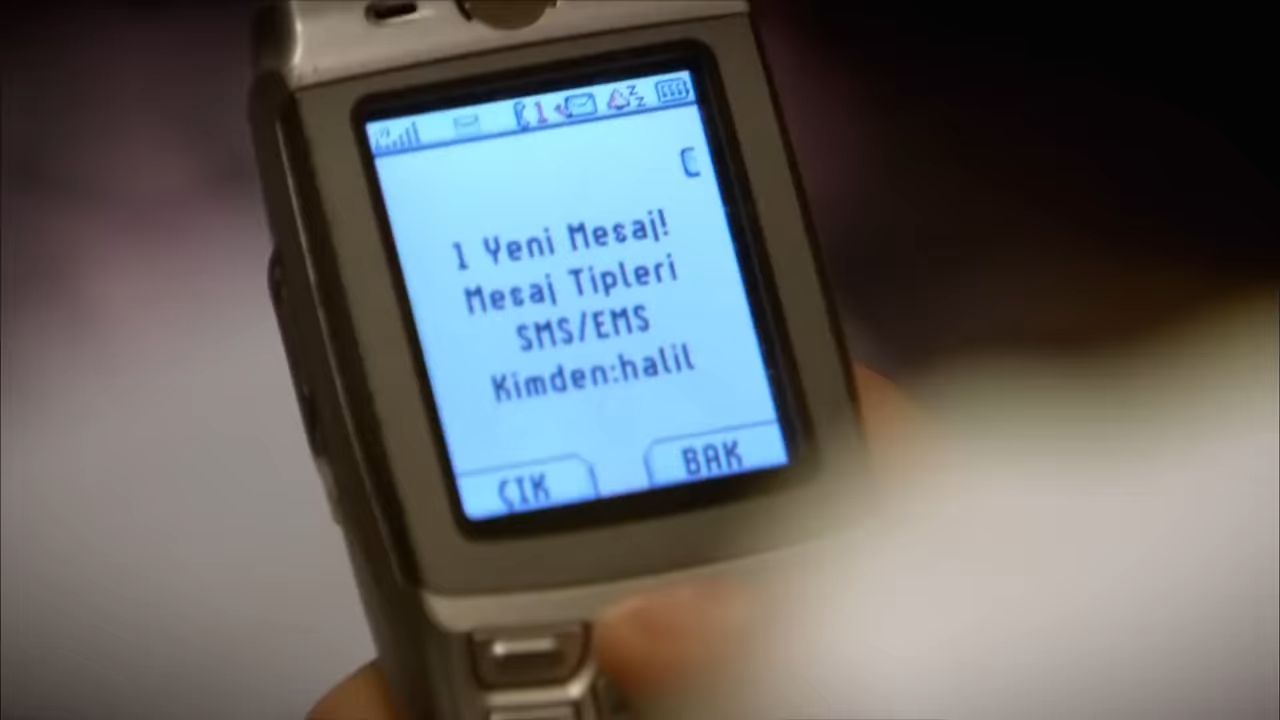 1 Yeni Mesaj!
Mesaj Tipleri
SMS/EMS
Kimden:halil
ÇIK
BAK